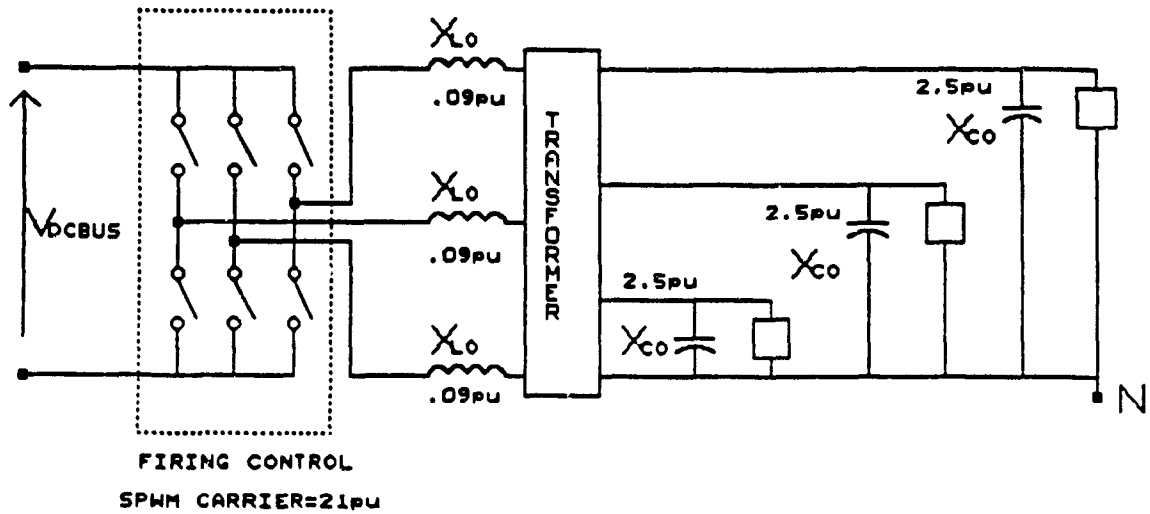 XLO
.09pu
2.5pu
XCO
TRANSFORMER
XLO
.09pu
2.5pu
XCO
VDCBUS
2.5pu
XCO
XLO
.09pu
N
FIRING CONTROL
SPWM CARRIER=21pu